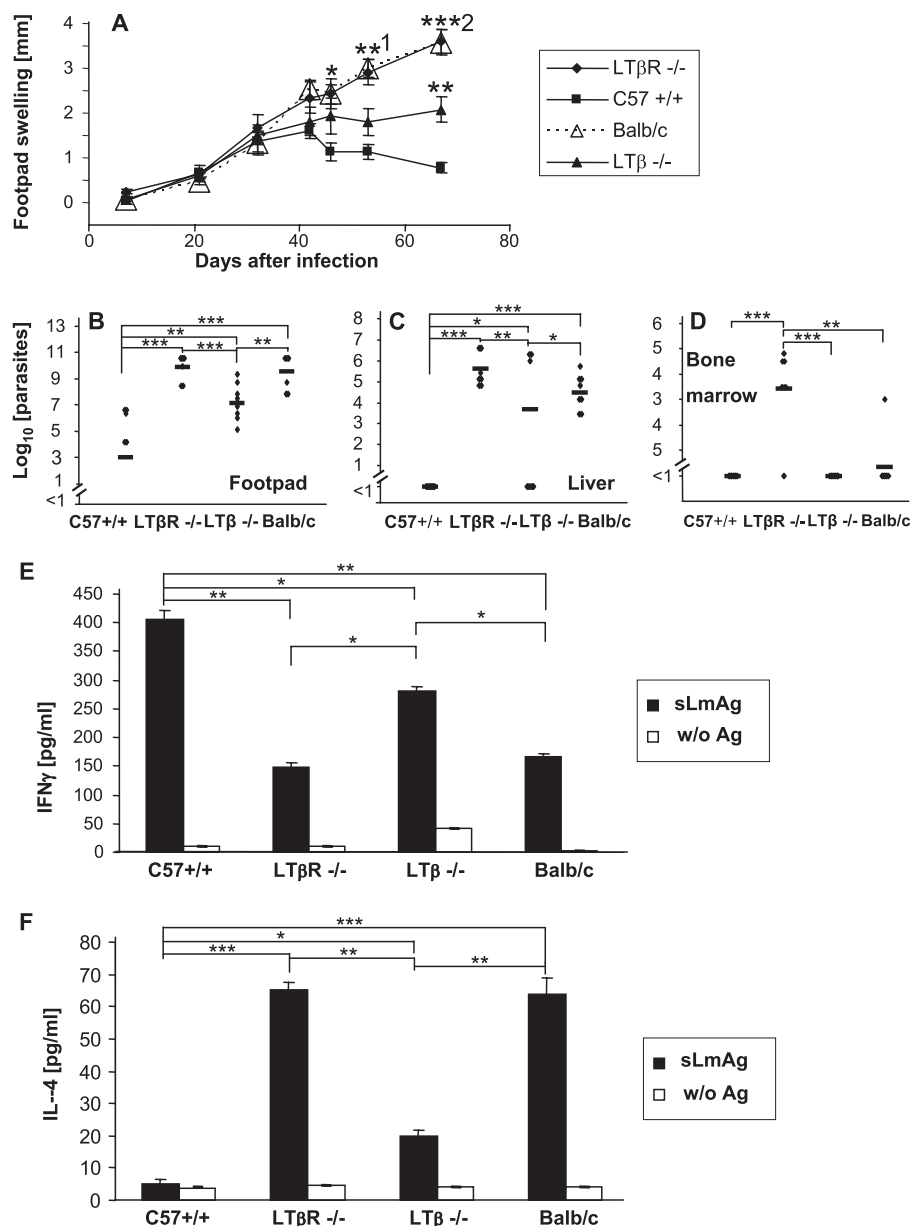 A
Footpad swelling [mm]
4
3
2
1
0
0 20 40 60 80
Days after infection
*
**1
***2
**
LTβR -/-
C57 +/+
Balb/c
LTβ -/-
B
Log10 [parasites]
13
11
9
7
5
3
1
<1
***
**
*** *** **
Footpad
C57+/+ LTβR -/- LTβ -/- Balb/c
C
8
7
6
5
4
3
2
1
<1
***
*
*** ** *
Liver
C57+/+ LTβR -/- LTβ -/- Balb/c
D
6
5
4
3
4
5
<1
*** **
***
Bone
marrow
C57+/+ LTβR -/- LTβ -/- Balb/c
E
IFNγ [pg/ml]
450
400
350
300
250
200
150
100
50
0
**
*
**
* *
C57+/+ LTβR -/- LTβ -/- Balb/c
sLmAg
w/o Ag
F
IL--4 [pg/ml]
80
70
60
50
40
30
20
10
0
***
*
*** ** **
C57+/+ LTβR -/- LTβ -/- Balb/c
sLmAg
w/o Ag